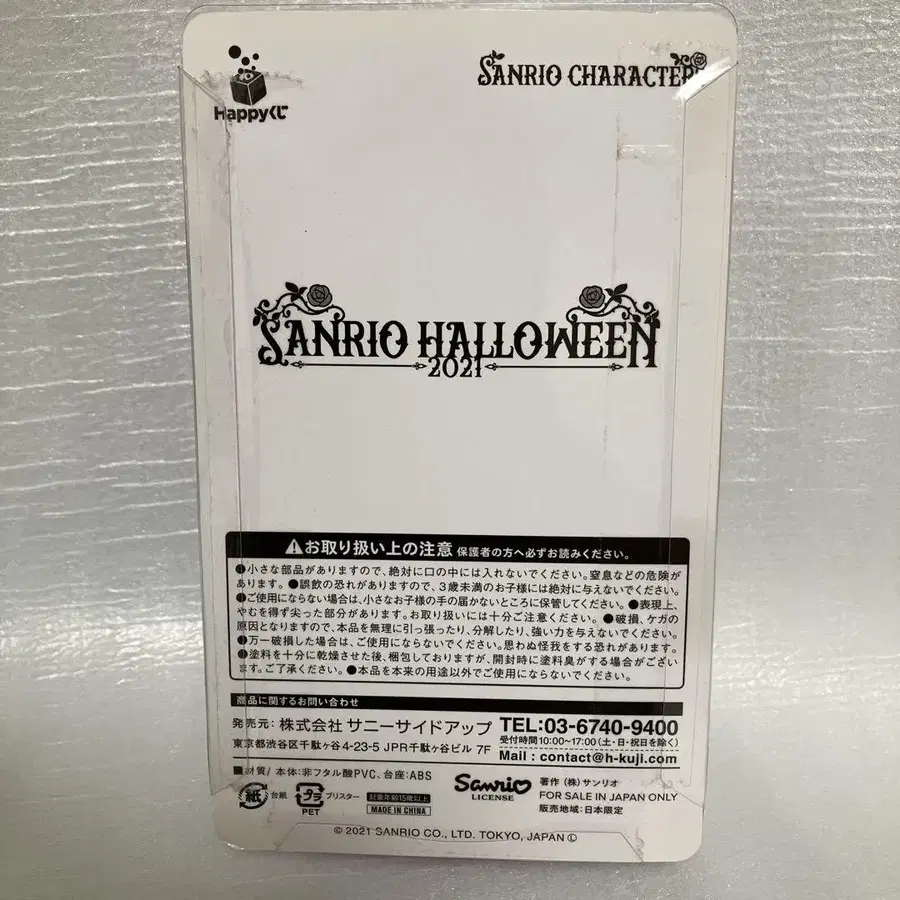 Happyくじ
SANRIO CHARACTERS
SANRIO HALLOWEEN
2021
⚠お取り扱い上の注意 保護者の方へ必ずお読みください。
●小さな部品がありますので、絶対に口の中には入れないでください。窒息などの危険が
あります。●誤飲の恐れがありますので、3歳未満のお子様には絶対に与えないでください。
●ご使用にならない場合は、小さなお子様の手の届かないところに保管してください。●表現上、
やむを得ず尖った部分があります。お取り扱いには十分ご注意ください。●破損、ケガの
原因となりますので、本品を無理に引っ張ったり、分解したり、強い力を与えないでください。
●万一破損した場合は、ご使用にならないでください。思わぬ怪我をする恐れがあります。
●塗料を十分に乾燥させた後、梱包しておりますが、開封時に塗料臭がする場合がござい
ます。ご了承ください。●本品を本来の用途以外でご使用にならないでください。
商品に関するお問い合わせ
発売元:株式会社 サニーサイドアップ
東京都渋谷区千駄ヶ谷4-23-5 JPR千駄ヶ谷ビル 7F
TEL:03-6740-9400
受付時間10:00~17:00(土・日・祝日を除く)
Mail : contact@h-kuji.com
■材質/ 本体:非フタル酸PVC、台座:ABS
紙 台紙
プラ ブリスター
PET
対象年齢15歳以上
MADE IN CHINA
Sanrio
LICENSE
著作(株)サンリオ
FOR SALE IN JAPAN ONLY
販売地域:日本限定
© 2021 SANRIO CO., LTD. TOKYO, JAPAN Ⓛ